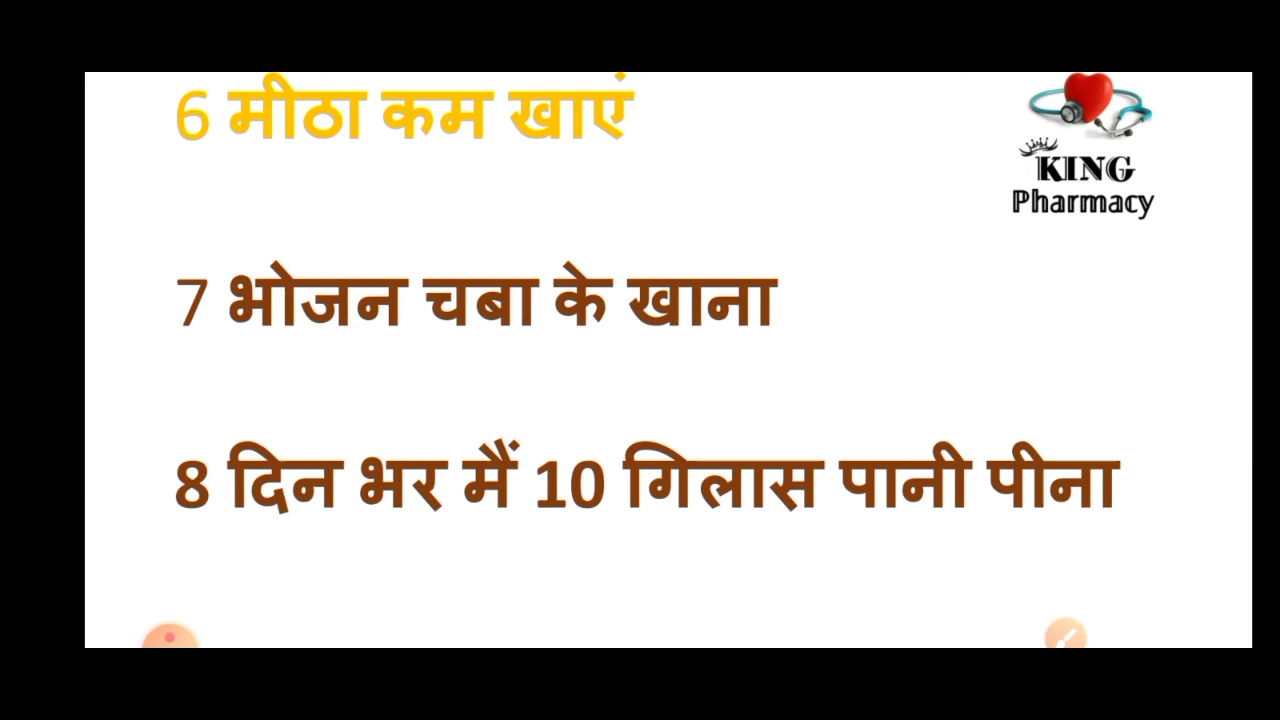 6 मीठा कम खाएं
KING
Pharmacy
7 भोजन चबा के खाना
8 दिन भर मैं 10 गिलास पानी पीना